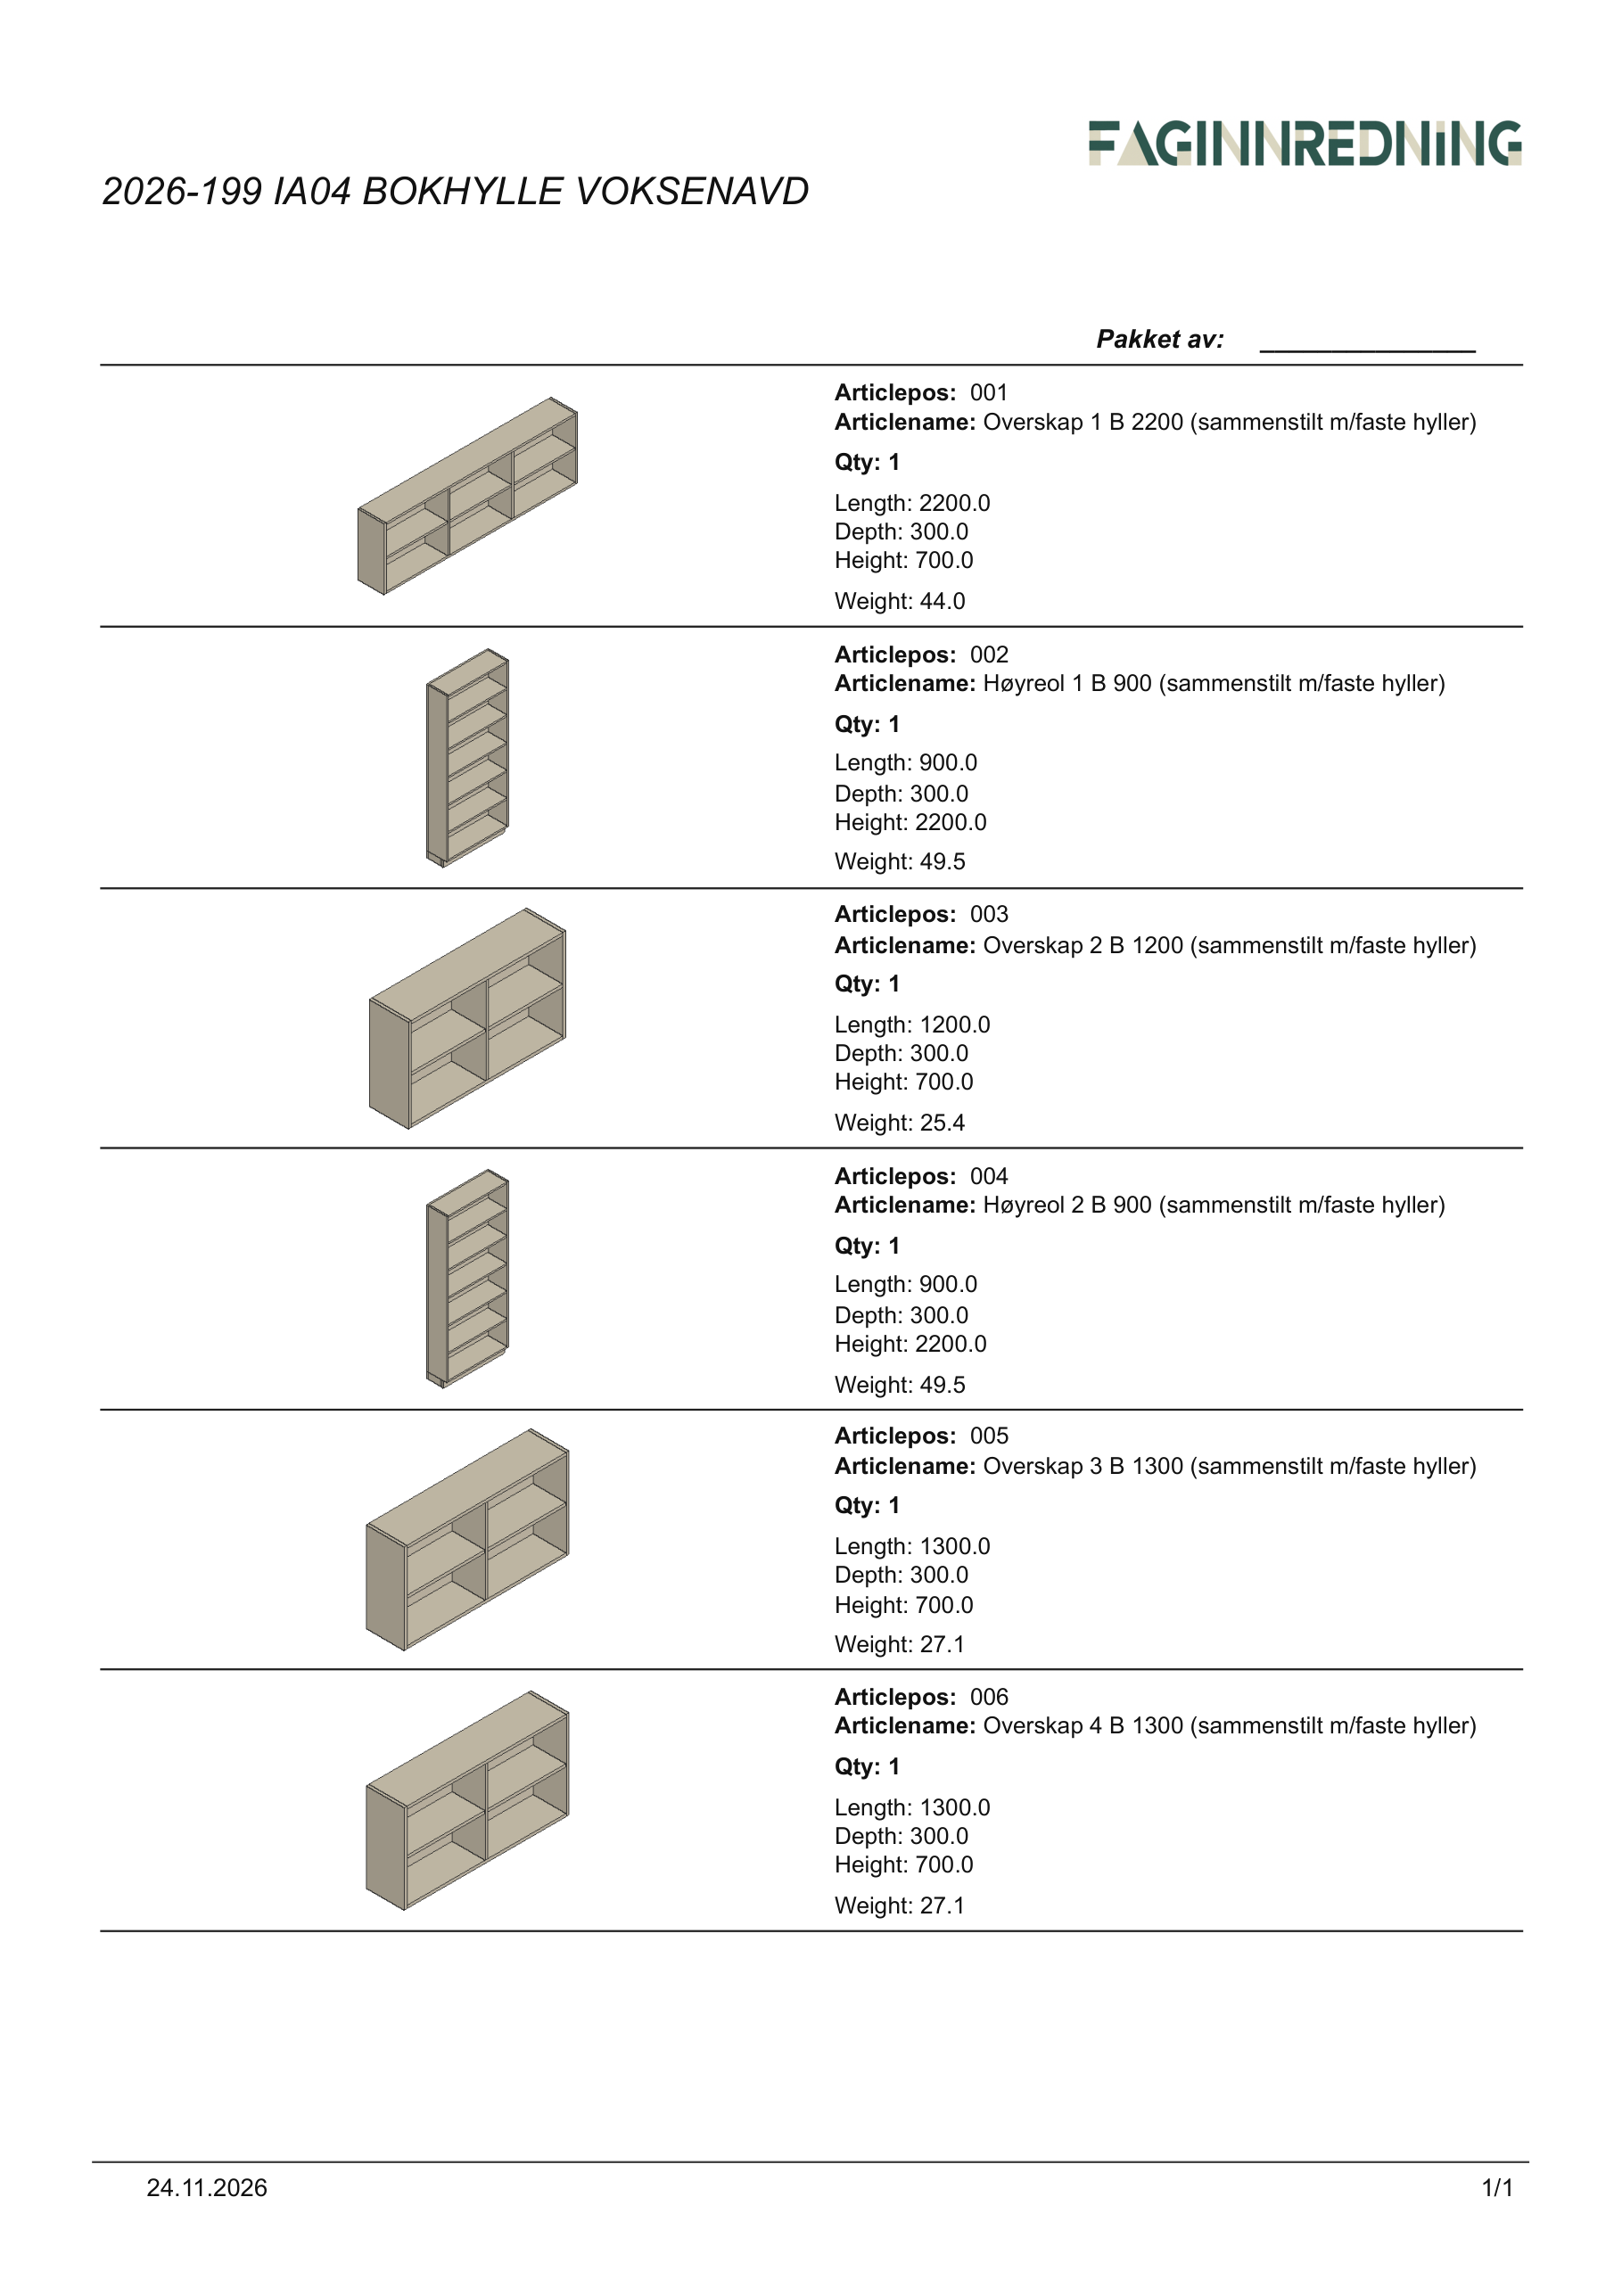 FAGINNREDNING
2026-199 IA04 BOKHYLLE VOKSENAVD
Pakket av:
Articlepos: 001
Articlename: Overskap 1 B 2200 (sammenstilt m/faste hyller)
Qty: 1
Length: 2200.0
Depth: 300.0
Height: 700.0
Weight: 44.0
Articlepos: 002
Articlename: Høyreol 1 B 900 (sammenstilt m/faste hyller)
Qty: 1
Length: 900.0
Depth: 300.0
Height: 2200.0
Weight: 49.5
Articlepos: 003
Articlename: Overskap 2 B 1200 (sammenstilt m/faste hyller)
Qty: 1
Length: 1200.0
Depth: 300.0
Height: 700.0
Weight: 25.4
Articlepos: 004
Articlename: Høyreol 2 B 900 (sammenstilt m/faste hyller)
Qty: 1
Length: 900.0
Depth: 300.0
Height: 2200.0
Weight: 49.5
Articlepos: 005
Articlename: Overskap 3 B 1300 (sammenstilt m/faste hyller)
Qty: 1
Length: 1300.0
Depth: 300.0
Height: 700.0
Weight: 27.1
Articlepos: 006
Articlename: Overskap 4 B 1300 (sammenstilt m/faste hyller)
Qty: 1
Length: 1300.0
Depth: 300.0
Height: 700.0
Weight: 27.1
24.11.2026
1/1